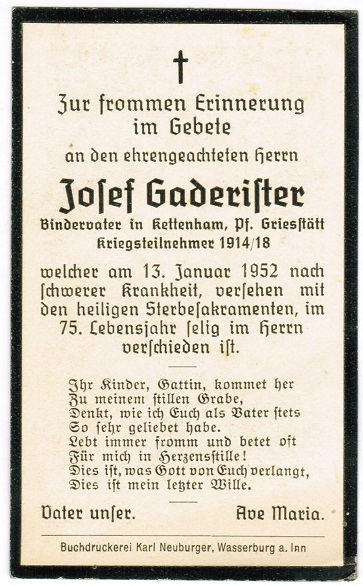 Zur frommen Erinnerung
im Gebete
an den ehrengeachteten Herrn
Josef Gaderister
Bindervater in Kettenham, Pf. Griesstätt
Kriegsteilnehmer 1914/18
welcher am 13. Januar 1952 nach
schwerer Krankheit, versehen mit
den heiligen Sterbesakramenten, im
75. Lebensjahr selig im Herrn
verschieden ist.
Ihr Kinder, Gattin, kommet her
Zu meinem stillen Grabe,
Denkt, wie ich Euch als Vater stets
So sehr geliebet habe.
Lebt immer fromm und betet oft
Für mich in Herzensstille!
Dies ist, was Gott von Euch verlangt,
Dies ist mein letzter Wille.
Vater unser. Ave Maria.
Buchdruckerei Karl Neuburger, Wasserburg a. Inn